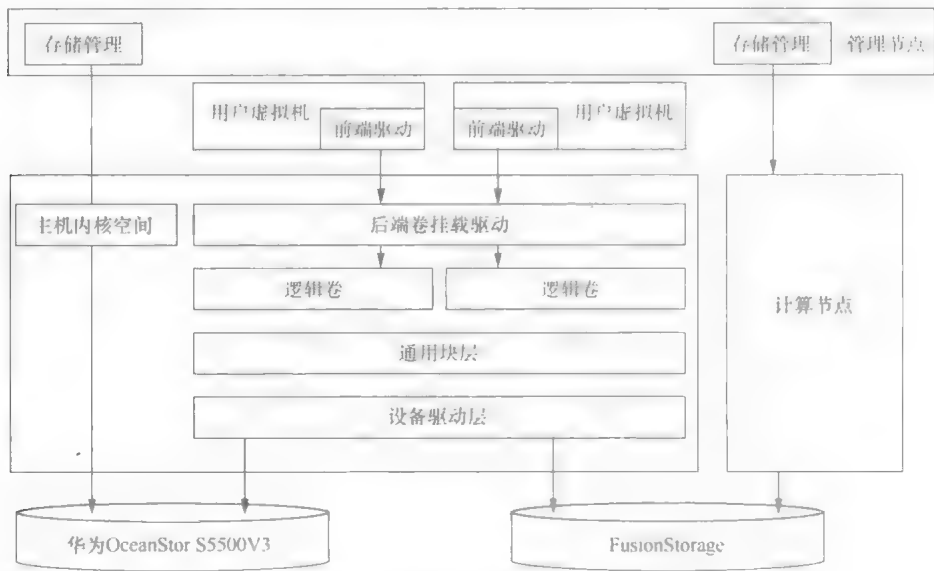 存储管理
存储管理 管理节点
用户虚拟机
前端驱动
用户虚拟机
前端驱动
主机内核空间
后端卷挂载驱动
逻辑卷
逻辑卷
计算节点
通用块层
设备驱动层
华为OceanStor S5500V3
FusionStorage